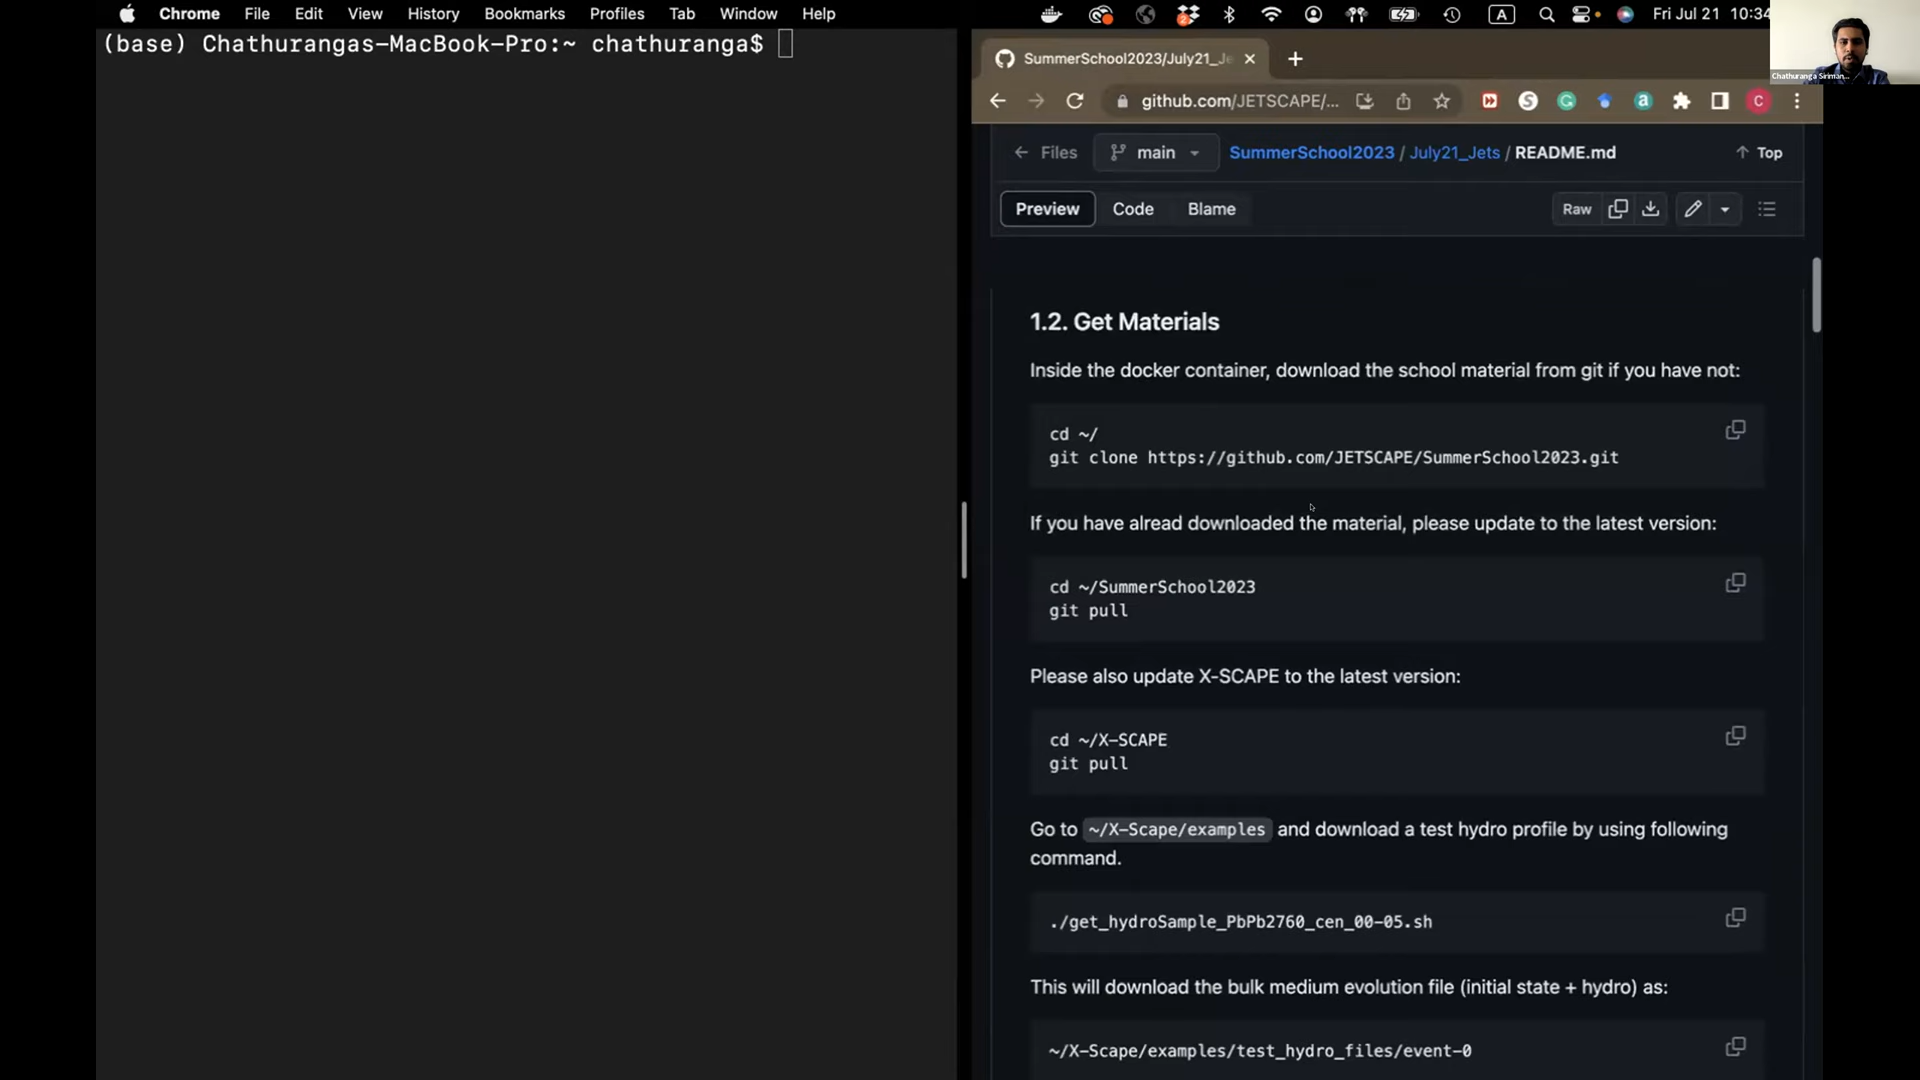 Chrome File Edit View History Bookmarks Profiles Tab Window Help
2
A
Fri Jul 21 10:34
(base) Chathurangas-MacBook-Pro:~ chathuranga$
Chathuranga Siriman...
SummerSchool2023/July21_Je
github.com/JETSCAPE/...
S
G
a
C
Files
main
SummerSchool2023 / July21_Jets / README.md
Top
Preview
Code
Blame
Raw
1.2. Get Materials
Inside the docker container, download the school material from git if you have not:
cd ~/
git clone https://github.com/JETSCAPE/SummerSchool2023.git
If you have alread downloaded the material, please update to the latest version:
cd ~/SummerSchool2023
git pull
Please also update X-SCAPE to the latest version:
cd ~/X-SCAPE
git pull
Go to ~/X-Scape/examples and download a test hydro profile by using following
command.
./get_hydroSample_PbPb2760_cen_00-05.sh
This will download the bulk medium evolution file (initial state + hydro) as:
~/X-Scape/examples/test_hydro_files/event-0